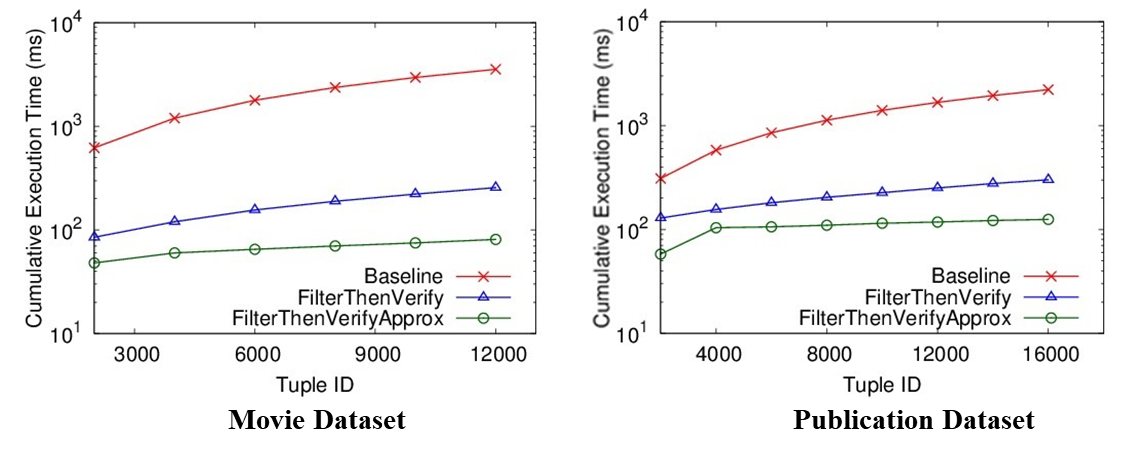 10^4
10^3
10^2
10^1
Cumulative Execution Time (ms)
Baseline
FilterThenVerify
FilterThenVerifyApprox
3000 6000 9000 12000
Tuple ID
Movie Dataset
10^4
10^3
10^2
10^1
Cumulative Execution Time (ms)
Baseline
FilterThenVerify
FilterThenVerifyApprox
4000 8000 12000 16000
Tuple ID
Publication Dataset